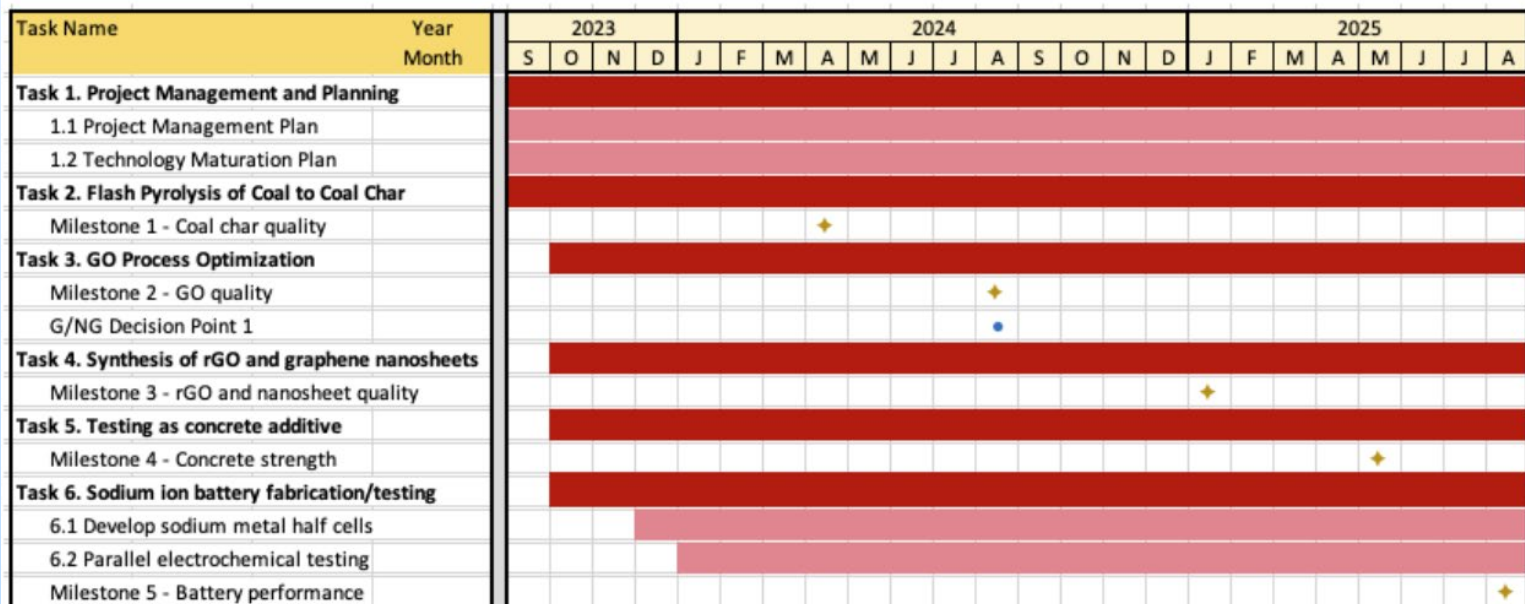 Task Name Year 2023 2024 2025
Month S O N D J F M A M J J A S O N D J F M A M J J A
Task 1. Project Management and Planning
1.1 Project Management Plan
1.2 Technology Maturation Plan
Task 2. Flash Pyrolysis of Coal to Coal Char
Milestone 1 - Coal char quality
Task 3. GO Process Optimization
Milestone 2 - GO quality
G/NG Decision Point 1
Task 4. Synthesis of rGO and graphene nanosheets
Milestone 3 - rGO and nanosheet quality
Task 5. Testing as concrete additive
Milestone 4 - Concrete strength
Task 6. Sodium ion battery fabrication/testing
6.1 Develop sodium metal half cells
6.2 Parallel electrochemical testing
Milestone 5 - Battery performance